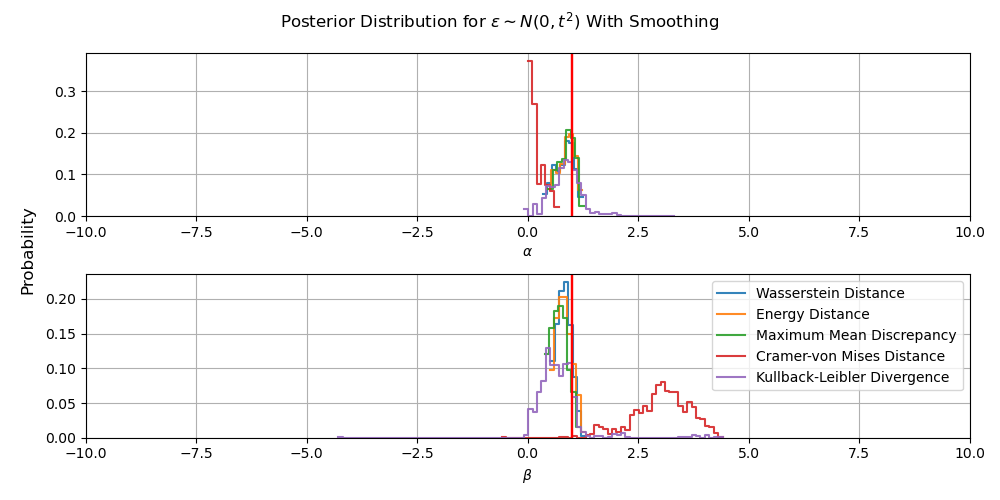 Posterior Distribution for ε ~ N(0, t²) With Smoothing
Probability
0.3
0.2
0.1
0.0
−10.0 −7.5 −5.0 −2.5 0.0 2.5 5.0 7.5 10.0
α
0.20
0.15
0.10
0.05
0.00
Wasserstein Distance
Energy Distance
Maximum Mean Discrepancy
Cramer-von Mises Distance
Kullback-Leibler Divergence
−10.0 −7.5 −5.0 −2.5 0.0 2.5 5.0 7.5 10.0
β